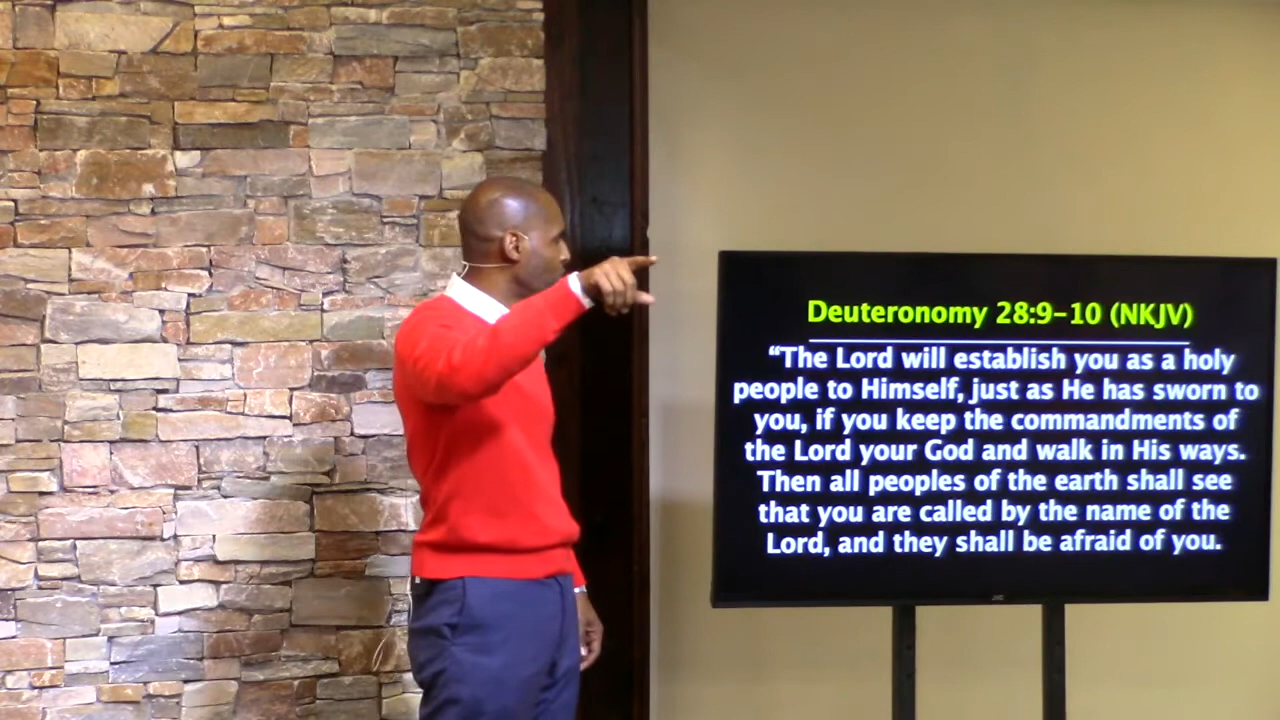 Deuteronomy 28:9-10 (NKJV)
“The Lord will establish you as a holy
people to Himself, just as He has sworn to
you, if you keep the commandments of
the Lord your God and walk in His ways.
Then all peoples of the earth shall see
that you are called by the name of the
Lord, and they shall be afraid of you.
JVC